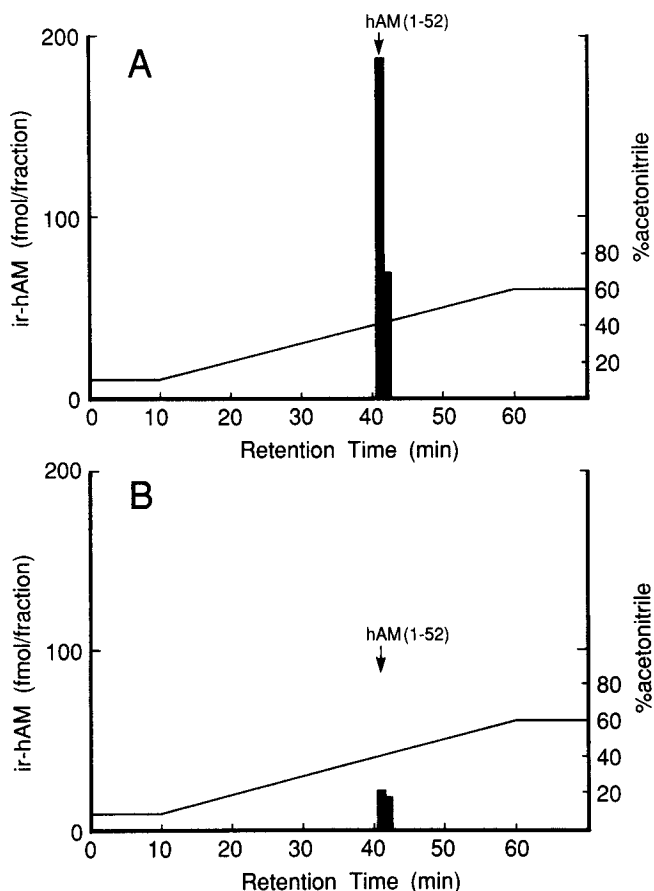 hAM(1-52)
A
200
100
0
ir-hAM (fmol/fraction)
80
60
40
20
%acetonitrile
0 10 20 30 40 50 60
Retention Time (min)
B
hAM(1-52)
200
100
0
ir-hAM (fmol/fraction)
80
60
40
20
%acetonitrile
0 10 20 30 40 50 60
Retention Time (min)